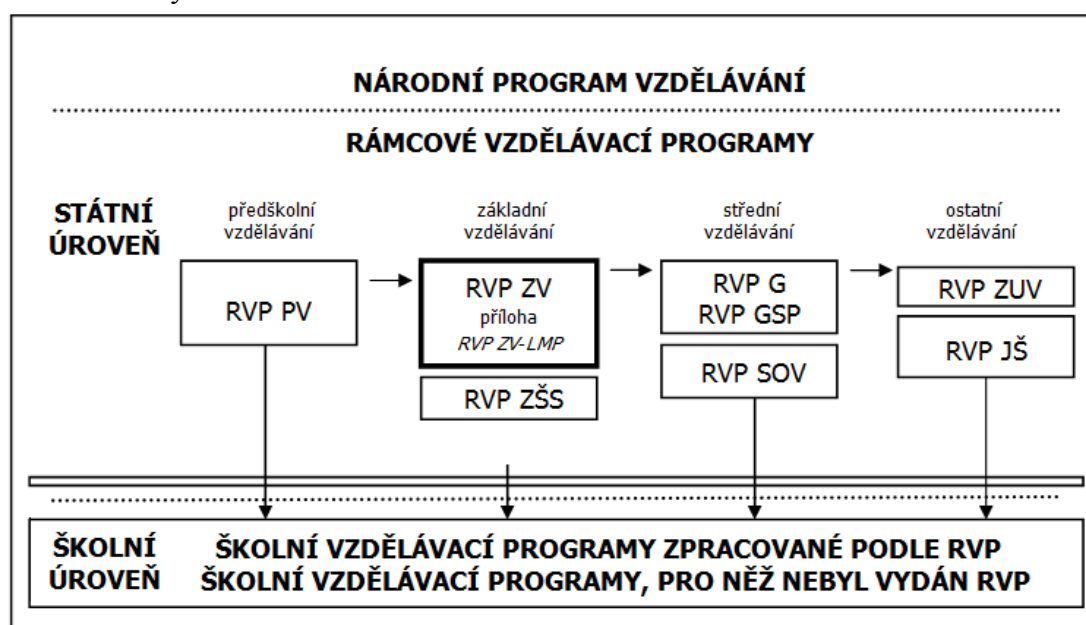 NÁRODNÍ PROGRAM VZDĚLÁVÁNÍ
RÁMCOVÉ VZDĚLÁVACÍ PROGRAMY
STÁTNÍ
ÚROVEŇ
předškolní
vzdělávání
základní
vzdělávání
střední
vzdělávání
ostatní
vzdělávání
RVP PV
RVP ZV
příloha
RVP ZV-LMP
RVP ZŠS
RVP G
RVP GSP
RVP SOV
RVP ZUV
RVP JŠ
ŠKOLNÍ
ÚROVEŇ
ŠKOLNÍ VZDĚLÁVACÍ PROGRAMY ZPRACOVANÉ PODLE RVP
ŠKOLNÍ VZDĚLÁVACÍ PROGRAMY, PRO NĚŽ NEBYL VYDÁN RVP